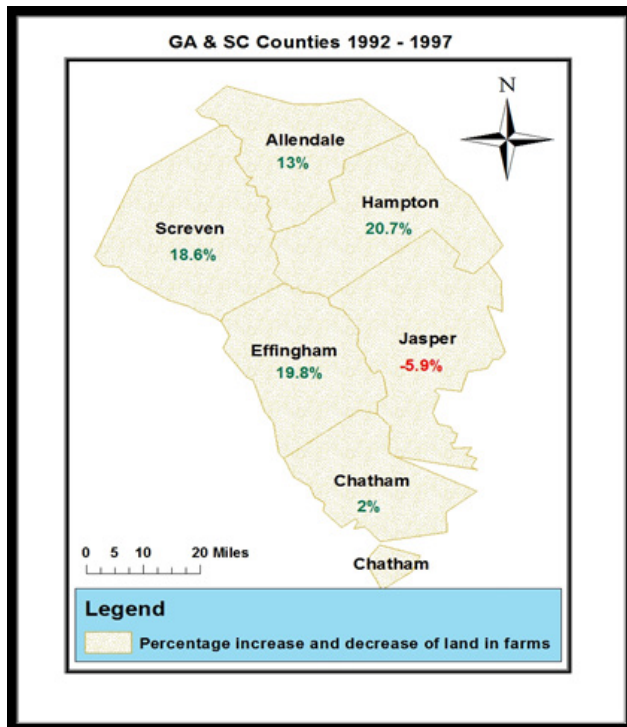 GA & SC Counties 1992 - 1997
N
Allendale
13%
Hampton
20.7%
Screven
18.6%
Jasper
-5.9%
Effingham
19.8%
Chatham
2%
0 5 10 20 Miles
Chatham
Legend
Percentage increase and decrease of land in farms